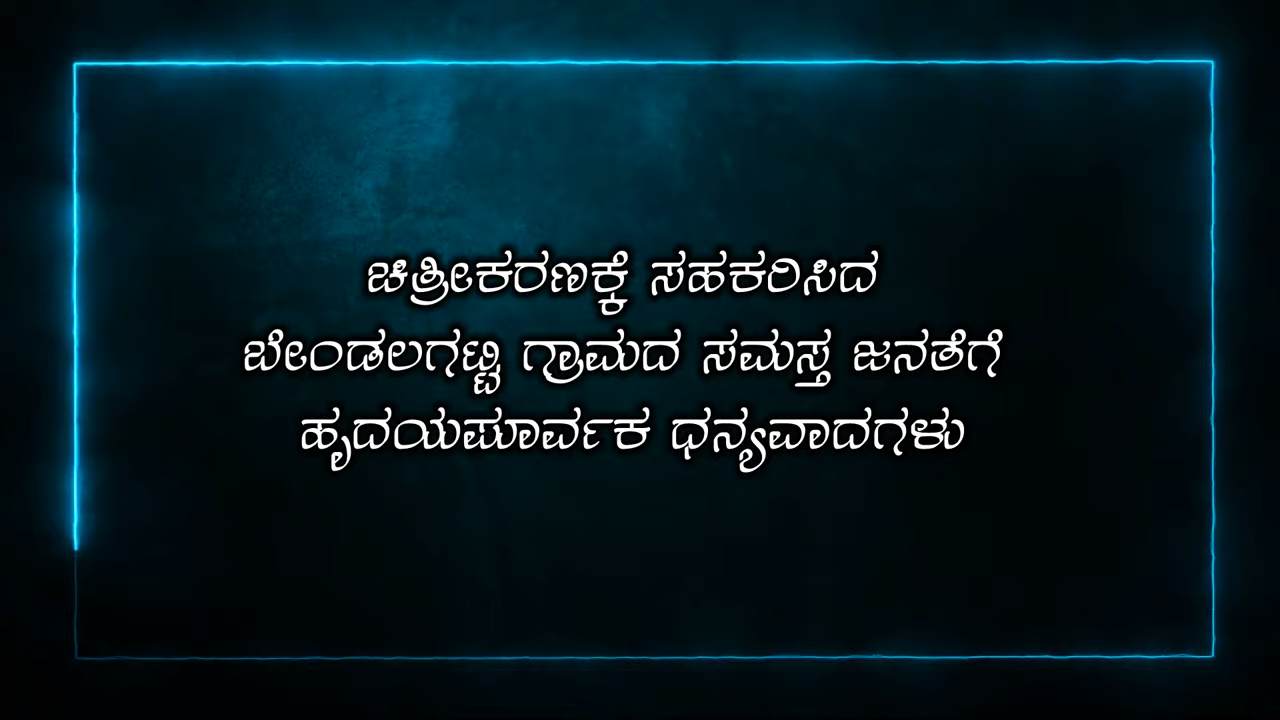 ಚಿತ್ರೀಕರಣಕ್ಕೆ ಸಹಕರಿಸಿದ
ಬೇಂಡಲಗಟ್ಟಿ ಗ್ರಾಮದ ಸಮಸ್ತ ಜನತೆಗೆ
ಹೃದಯಪೂರ್ವಕ ಧನ್ಯವಾದಗಳು